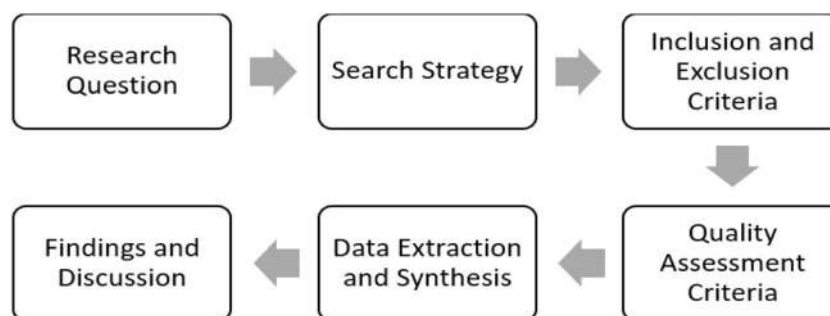 Research
Question
Search Strategy
Inclusion and
Exclusion
Criteria
Quality
Assessment
Criteria
Data Extraction
and Synthesis
Findings and
Discussion